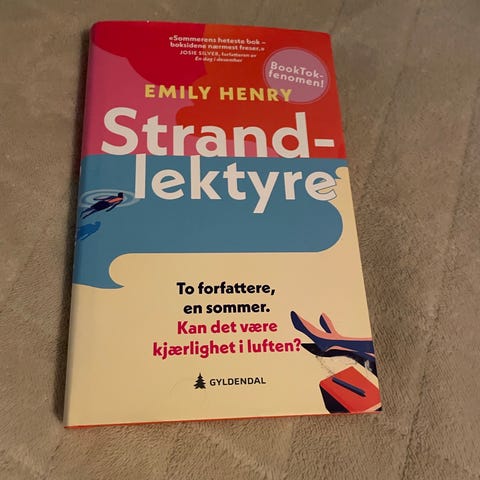 «Sommerens heteste bok –
boksidene nærmest freser.»
JOSIE SILVER, forfatteren av
En dag i desember
BookTok-
fenomen!
EMILY HENRY
Strand-
lektyre
To forfattere,
en sommer.
Kan det være
kjærlighet i luften?
GYLDENDAL